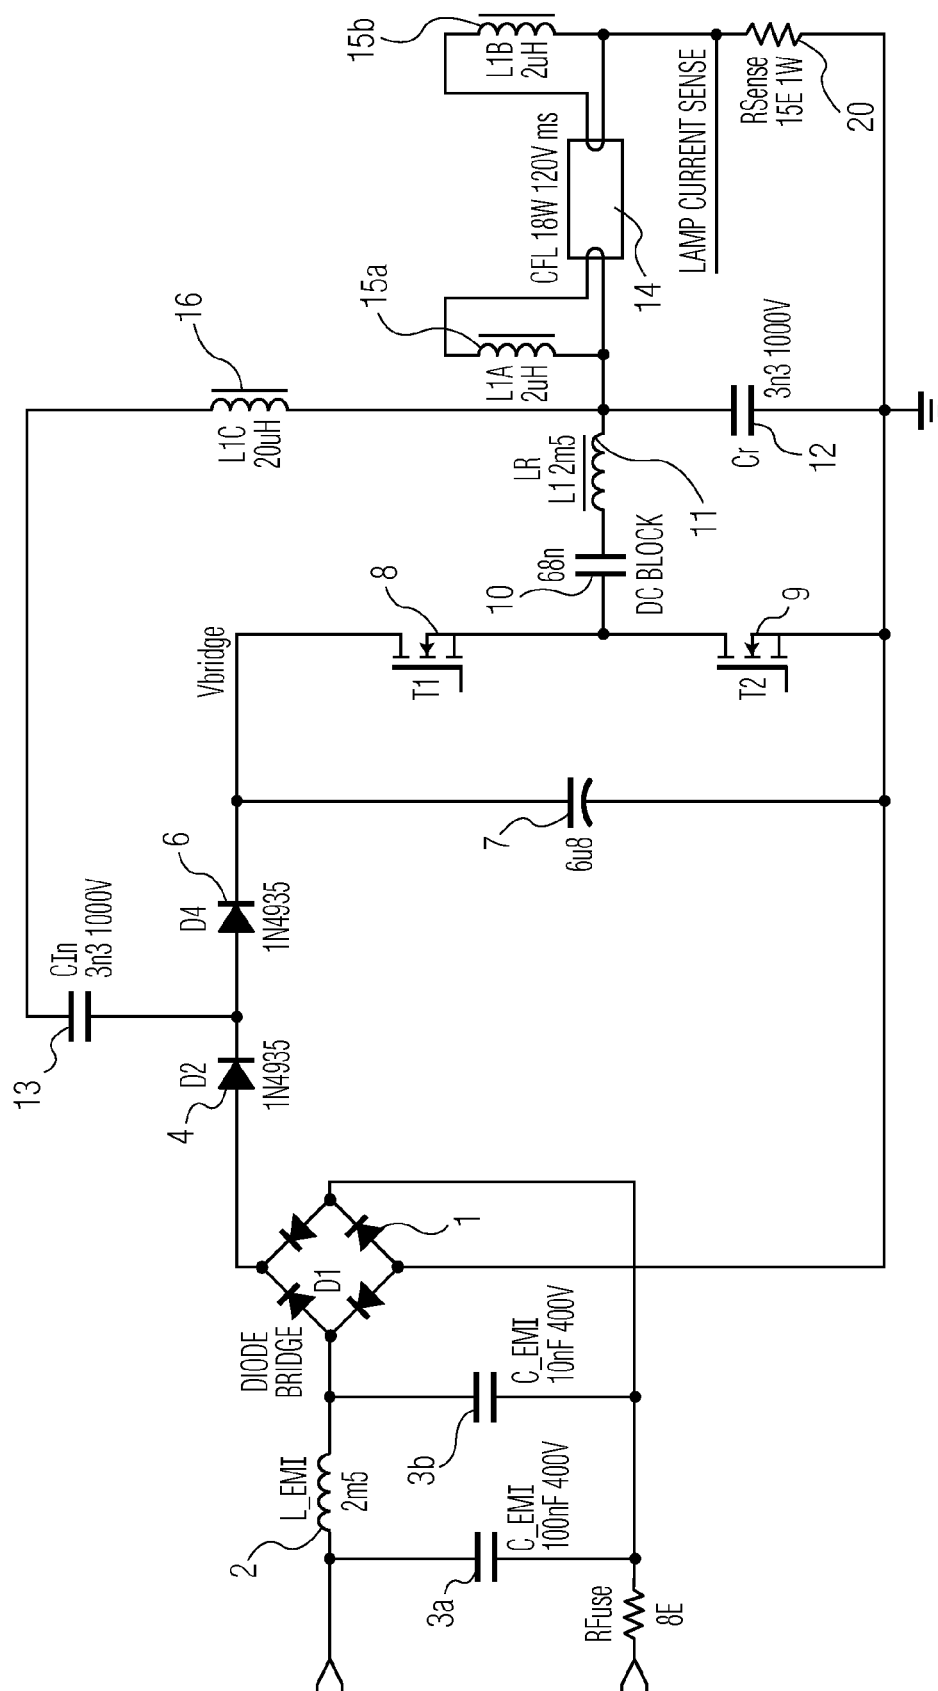 15b
L1B
2uH
CFL 18W 120V ms
14
LAMP CURRENT SENSE
RSense
15E 1W
20
15a
L1A
2uH
16
L1C
20uH
LR
L1 2m5
11
3n3 1000V
Cr
12
68n
10
DC BLOCK
8
T1
9
T2
Vbridge
7
6u8
6
D4
1N4935
CIn
3n3 1000V
13
D2
1N4935
4
1
D1
DIODE
BRIDGE
C_EMI
10nF 400V
3b
L_EMI
2m5
2
C_EMI
100nF 400V
3a
RFuse
8E